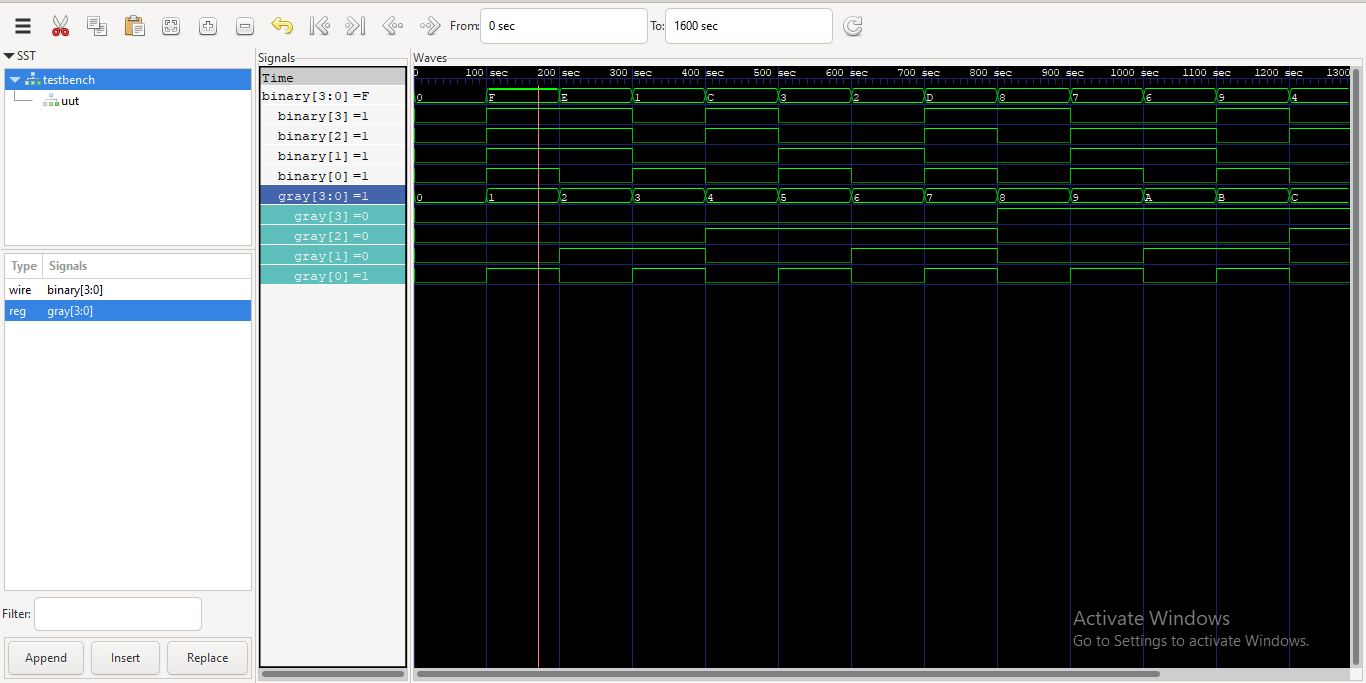 From: 0 sec To: 1600 sec
SST
testbench
uut
Type Signals
wire binary[3:0]
reg gray[3:0]
Filter:
Append Insert Replace
Signals
Time
binary[3:0] =F
binary[3] =1
binary[2] =1
binary[1] =1
binary[0] =1
gray[3:0] =1
gray[3] =0
gray[2] =0
gray[1] =0
gray[0] =1
Waves
0 100 sec 200 sec 300 sec 400 sec 500 sec 600 sec 700 sec 800 sec 900 sec 1000 sec 1100 sec 1200 sec 1300
0 F E 1 C 3 2 D 8 7 6 9 4
0 1 2 3 4 5 6 7 8 9 A B C
Activate Windows
Go to Settings to activate Windows.